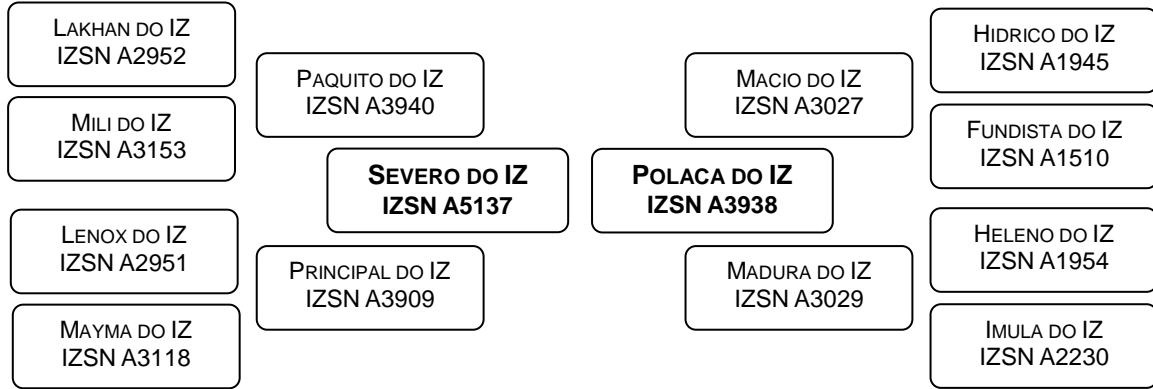 LAKHAN DO IZ
IZSN A2952
MILI DO IZ
IZSN A3153
LENOX DO IZ
IZSN A2951
MAYMA DO IZ
IZSN A3118
PAQUITO DO IZ
IZSN A3940
PRINCIPAL DO IZ
IZSN A3909
SEVERO DO IZ
IZSN A5137
POLACA DO IZ
IZSN A3938
MACIO DO IZ
IZSN A3027
MADURA DO IZ
IZSN A3029
HIDRICO DO IZ
IZSN A1945
FUNDISTA DO IZ
IZSN A1510
HELENO DO IZ
IZSN A1954
IMULA DO IZ
IZSN A2230